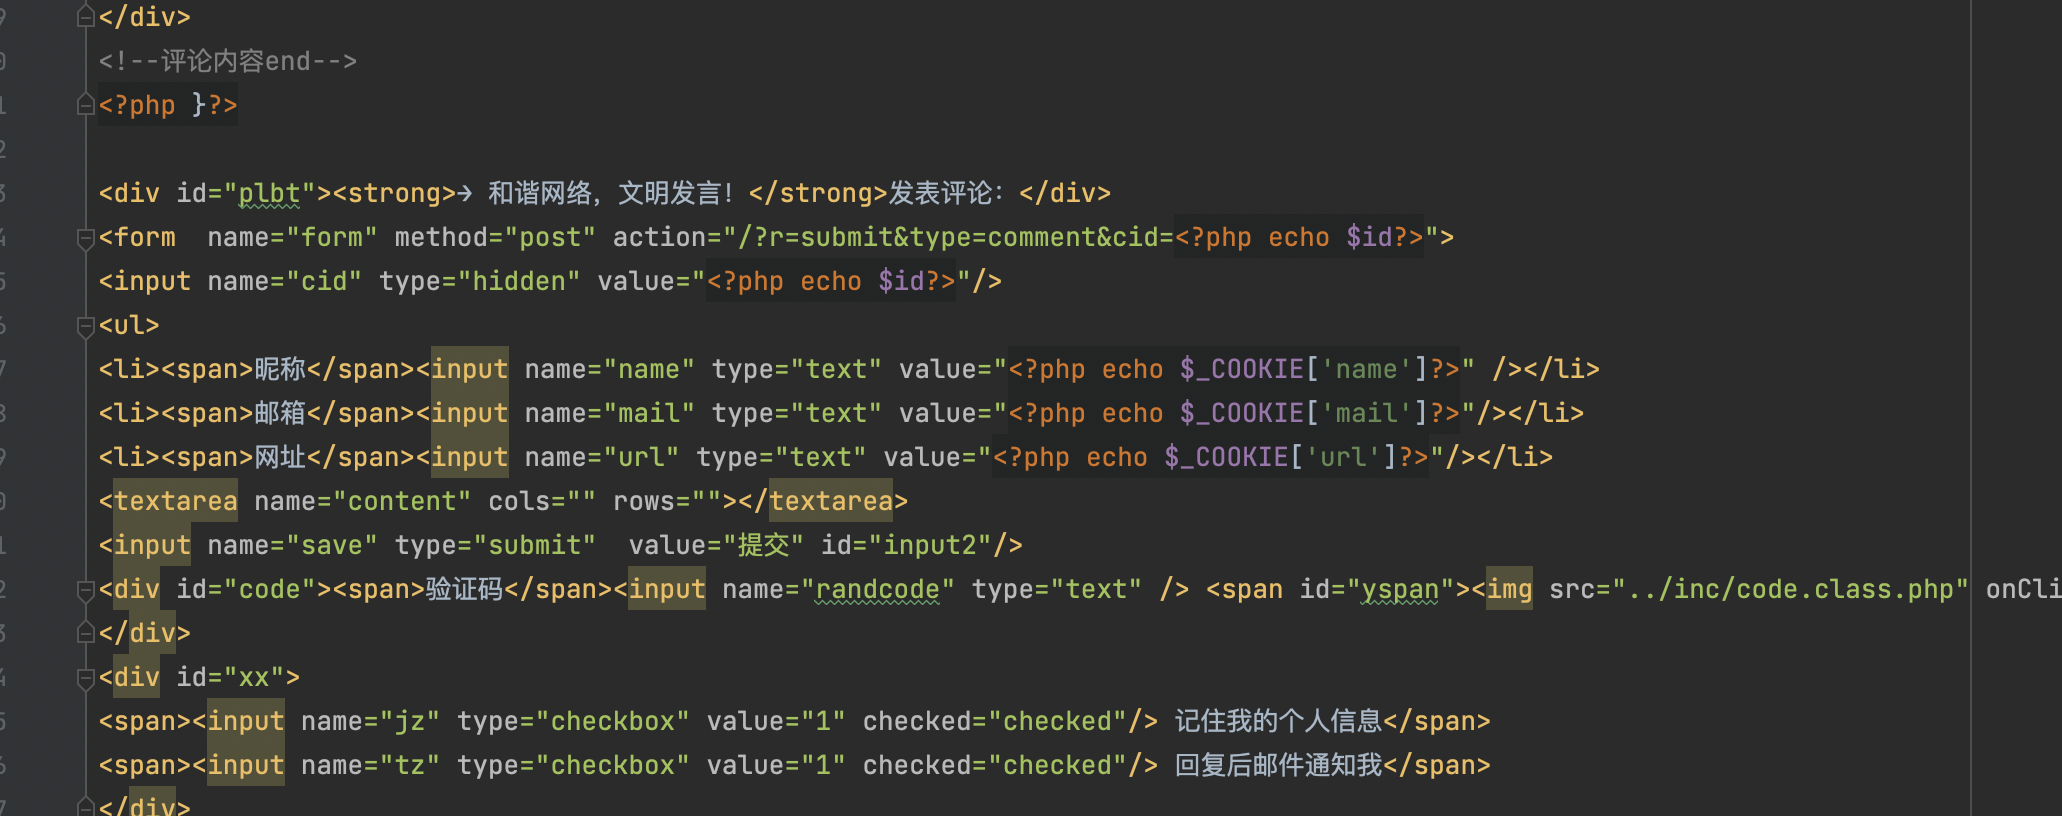 </div>
<!--评论内容end-->
<?php }?>
<div id="plbt"><strong>→ 和谐网络，文明发言！</strong>发表评论：</div>
<form  name="form" method="post" action="/?r=submit&type=comment&cid=<?php echo $id?>">
<input name="cid" type="hidden" value="<?php echo $id?>"/>
<ul>
<li><span>昵称</span><input name="name" type="text" value="<?php echo $_COOKIE['name']?>" /></li>
<li><span>邮箱</span><input name="mail" type="text" value="<?php echo $_COOKIE['mail']?>"/></li>
<li><span>网址</span><input name="url" type="text" value="<?php echo $_COOKIE['url']?>"/></li>
<textarea name="content" cols="" rows=""></textarea>
<input name="save" type="submit"  value="提交" id="input2"/>
<div id="code"><span>验证码</span><input name="randcode" type="text" /> <span id="yspan"><img src="../inc/code.class.php" onCli
</div>
<div id="xx">
<span><input name="jz" type="checkbox" value="1" checked="checked"/> 记住我的个人信息</span>
<span><input name="tz" type="checkbox" value="1" checked="checked"/> 回复后邮件通知我</span>
</div>